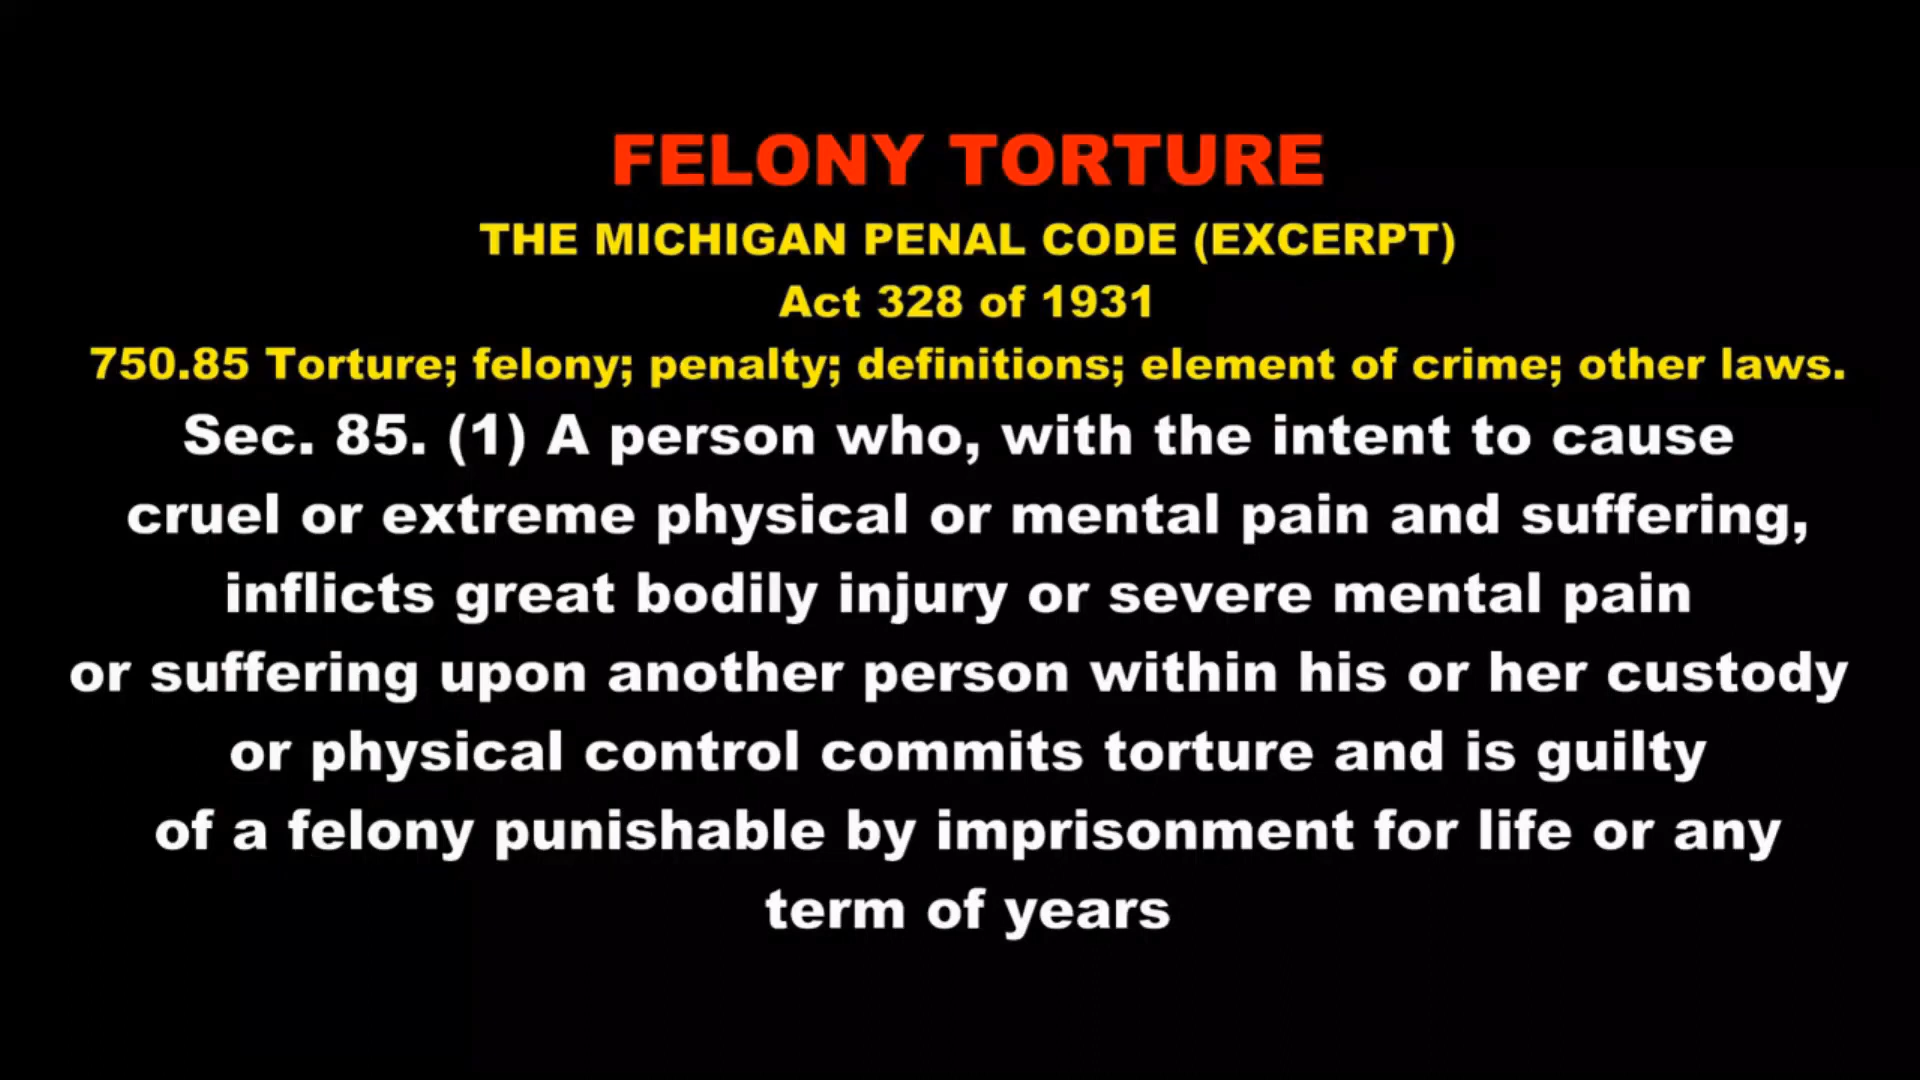 FELONY TORTURE
THE MICHIGAN PENAL CODE (EXCERPT)
Act 328 of 1931
750.85 Torture; felony; penalty; definitions; element of crime; other laws.
Sec. 85. (1) A person who, with the intent to cause
cruel or extreme physical or mental pain and suffering,
inflicts great bodily injury or severe mental pain
or suffering upon another person within his or her custody
or physical control commits torture and is guilty
of a felony punishable by imprisonment for life or any
term of years